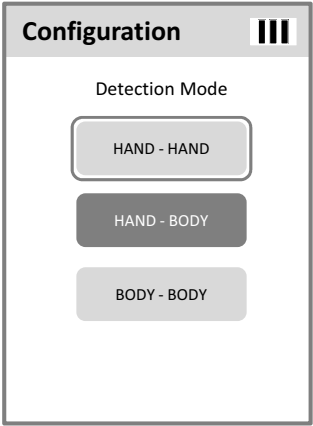 Configuration
Detection Mode
HAND - HAND
HAND - BODY
BODY - BODY